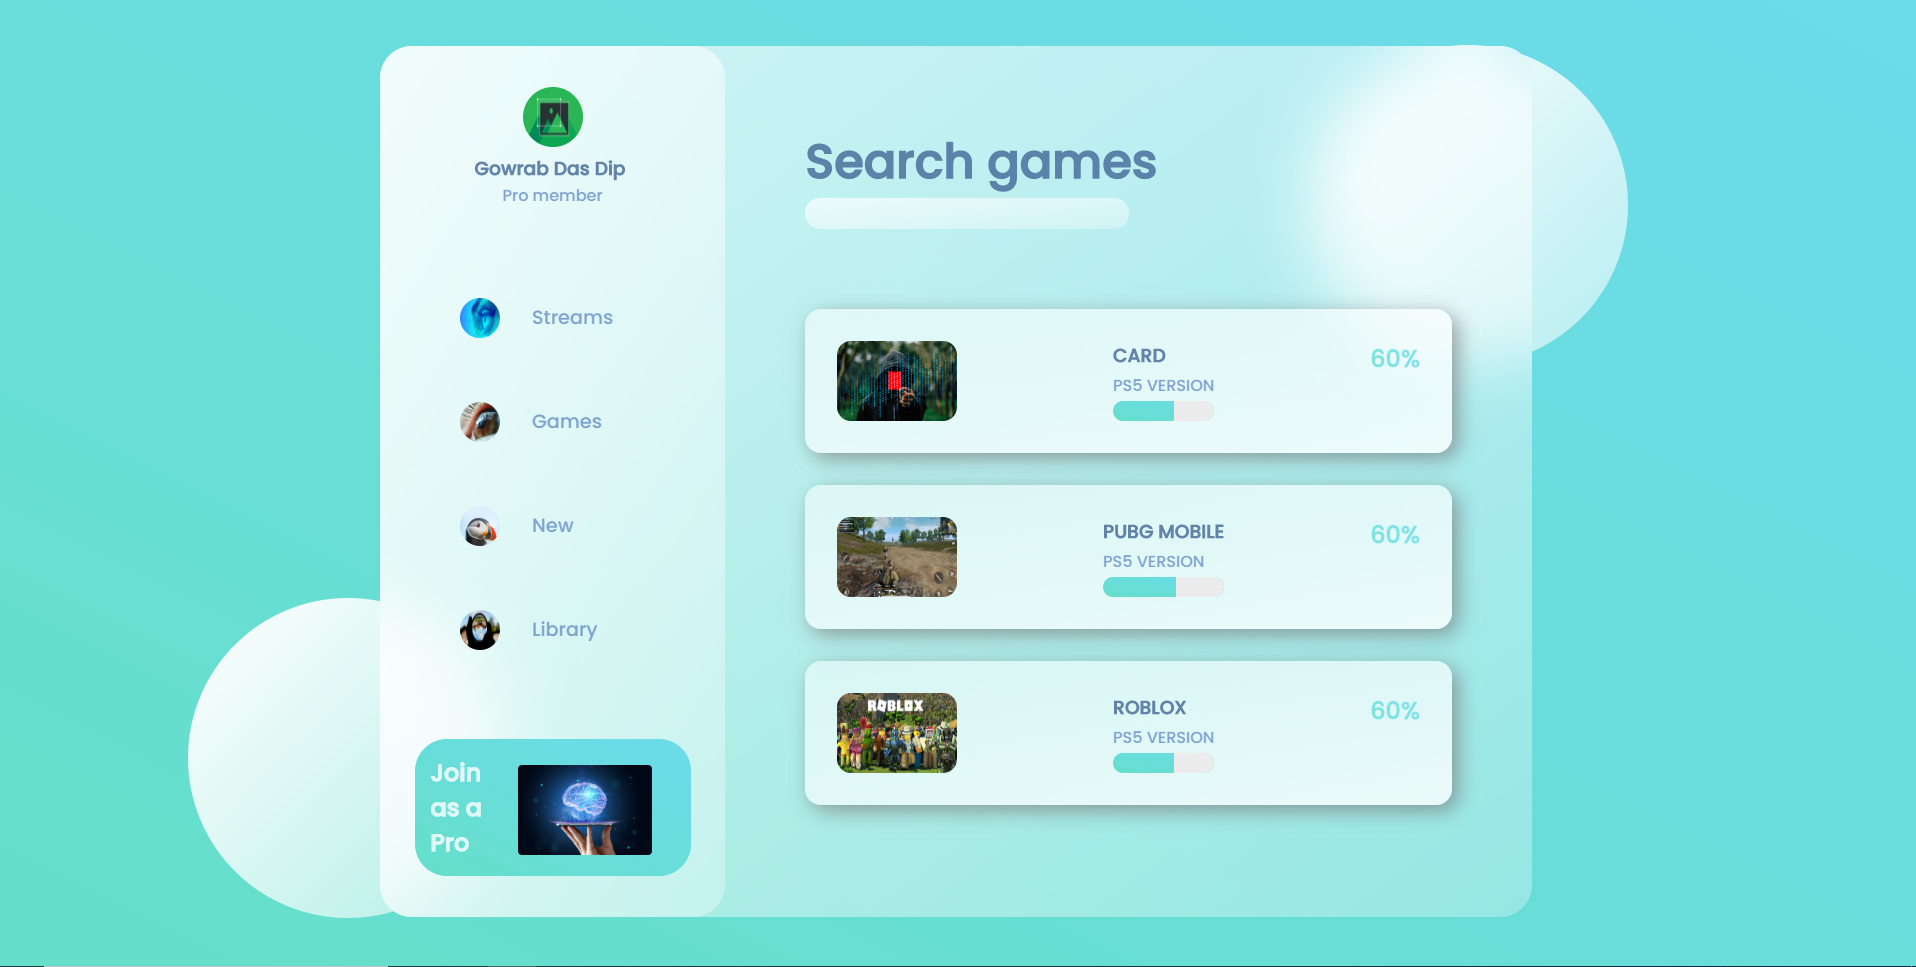 Gowrab Das Dip
Pro member
Streams
Games
New
Library
Join
as a
Pro
Search games
CARD
PS5 VERSION
60%
PUBG MOBILE
PS5 VERSION
60%
ROBLOX
ROBLOX
PS5 VERSION
60%